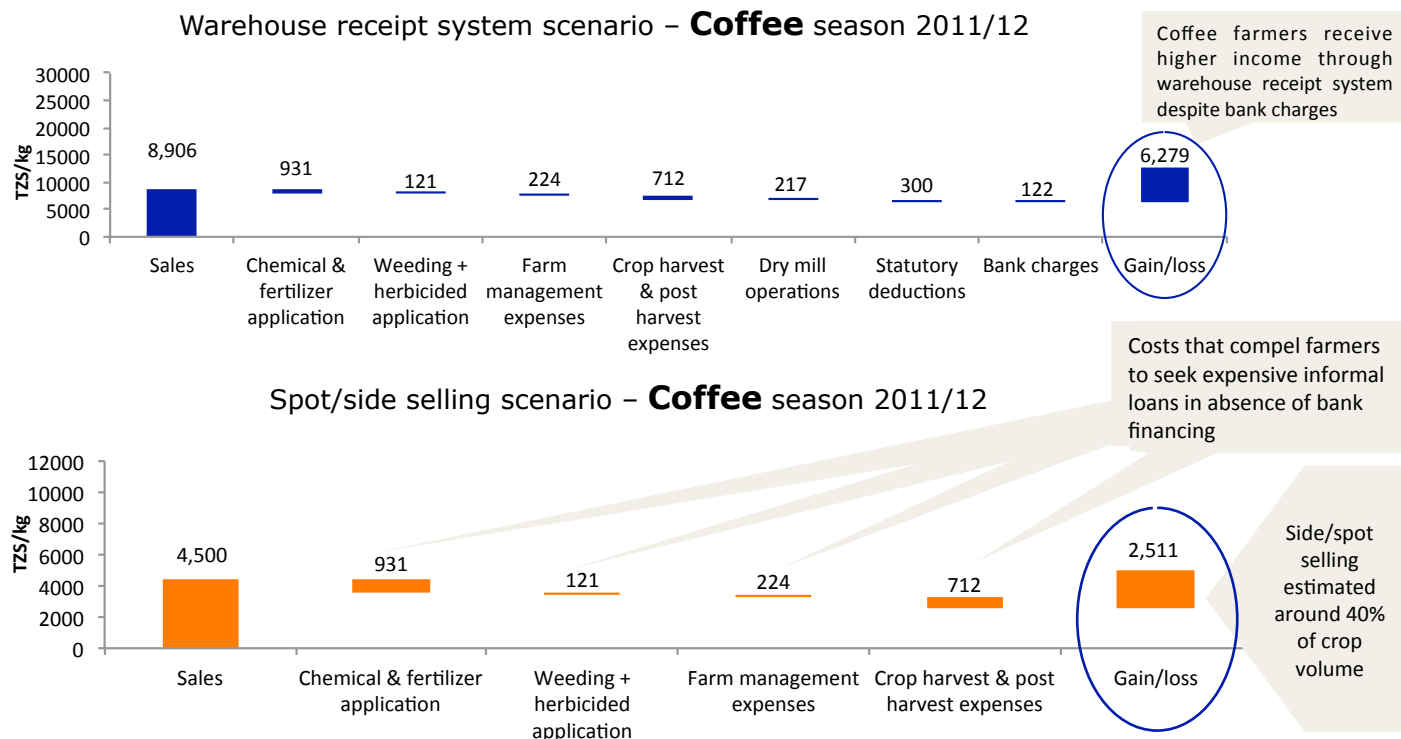 Warehouse receipt system scenario – Coffee season 2011/12
Coffee farmers receive
higher income through
warehouse receipt system
despite bank charges
TZS/kg
30000
25000
20000
15000
10000
5000
0
8,906
931
121
224
712
217
300
122
6,279
Sales
Chemical &
fertilizer
application
Weeding +
herbicided
application
Farm
management
expenses
Crop harvest
& post
harvest
expenses
Dry mill
operations
Statutory
deductions
Bank charges
Gain/loss
Costs that compel farmers
to seek expensive informal
loans in absence of bank
financing
Spot/side selling scenario – Coffee season 2011/12
TZS/kg
12000
10000
8000
6000
4000
2000
0
4,500
931
121
224
712
2,511
Sales
Chemical & fertilizer
application
Weeding +
herbicided
application
Farm management
expenses
Crop harvest & post
harvest expenses
Gain/loss
Side/spot
selling
estimated
around 40%
of crop
volume